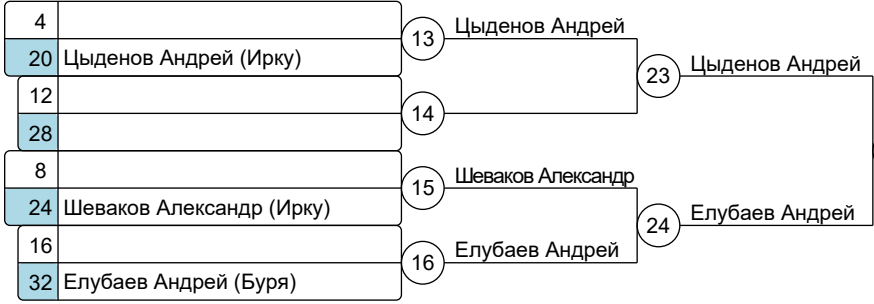 4
20 Цыденов Андрей (Ирку)
12
28
8
24 Шеваков Александр (Ирку)
16
32 Елубаев Андрей (Буря)
13 Цыденов Андрей
14
15 Шеваков Александр
16 Елубаев Андрей
23 Цыденов Андрей
24 Елубаев Андрей